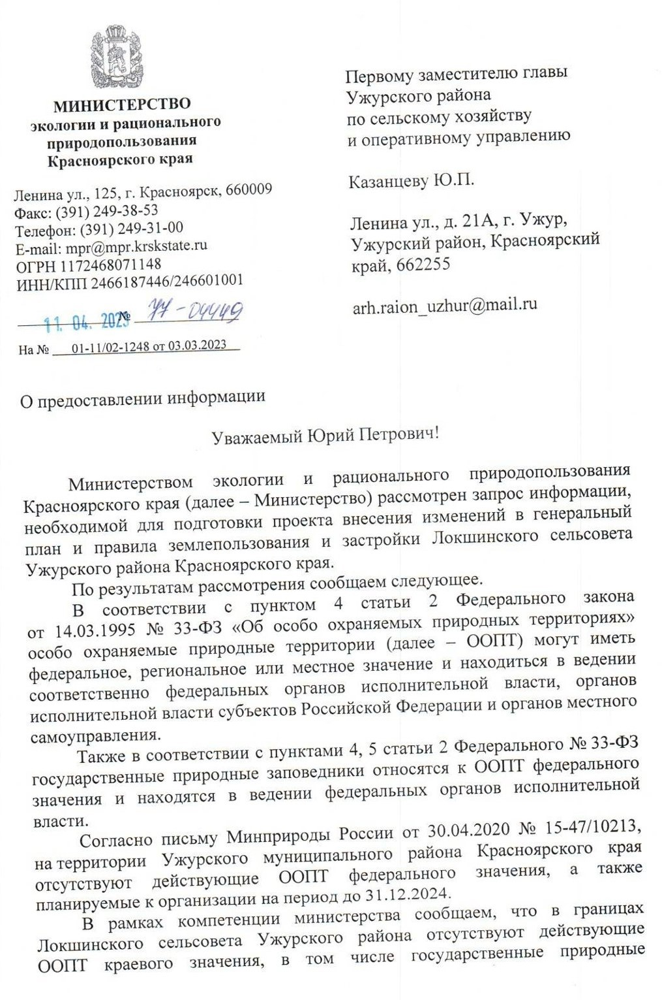 МИНИСТЕРСТВО
экологии и рационального
природопользования
Красноярского края
Ленина ул., 125, г. Красноярск, 660009
Факс: (391) 249-38-53
Телефон: (391) 249-31-00
E-mail: mpr@mpr.krskstate.ru
ОГРН 1172468071148
ИНН/КПП 2466187446/246601001
11. 04. 2023 № 77-04449
На № 01-11/02-1248 от 03.03.2023
Первому заместителю главы
Ужурского района
по сельскому хозяйству
и оперативному управлению
Казанцеву Ю.П.
Ленина ул., д. 21А, г. Ужур,
Ужурский район, Красноярский
край, 662255
arh.raion_uzhur@mail.ru
О предоставлении информации
Уважаемый Юрий Петрович!
Министерством экологии и рационального природопользования
Красноярского края (далее – Министерство) рассмотрен запрос информации,
необходимой для подготовки проекта внесения изменений в генеральный
план и правила землепользования и застройки Локшинского сельсовета
Ужурского района Красноярского края.
По результатам рассмотрения сообщаем следующее.
В соответствии с пунктом 4 статьи 2 Федерального закона
от 14.03.1995 № 33-ФЗ «Об особо охраняемых природных территориях»
особо охраняемые природные территории (далее – ООПТ) могут иметь
федеральное, региональное или местное значение и находиться в ведении
соответственно федеральных органов исполнительной власти, органов
исполнительной власти субъектов Российской Федерации и органов местного
самоуправления.
Также в соответствии с пунктами 4, 5 статьи 2 Федерального № 33-ФЗ
государственные природные заповедники относятся к ООПТ федерального
значения и находятся в ведении федеральных органов исполнительной
власти.
Согласно письму Минприроды России от 30.04.2020 № 15-47/10213,
на территории Ужурского муниципального района Красноярского края
отсутствуют действующие ООПТ федерального значения, а также
планируемые к организации на период до 31.12.2024.
В рамках компетенции министерства сообщаем, что в границах
Локшинского сельсовета Ужурского района отсутствуют действующие
ООПТ краевого значения, в том числе государственные природные